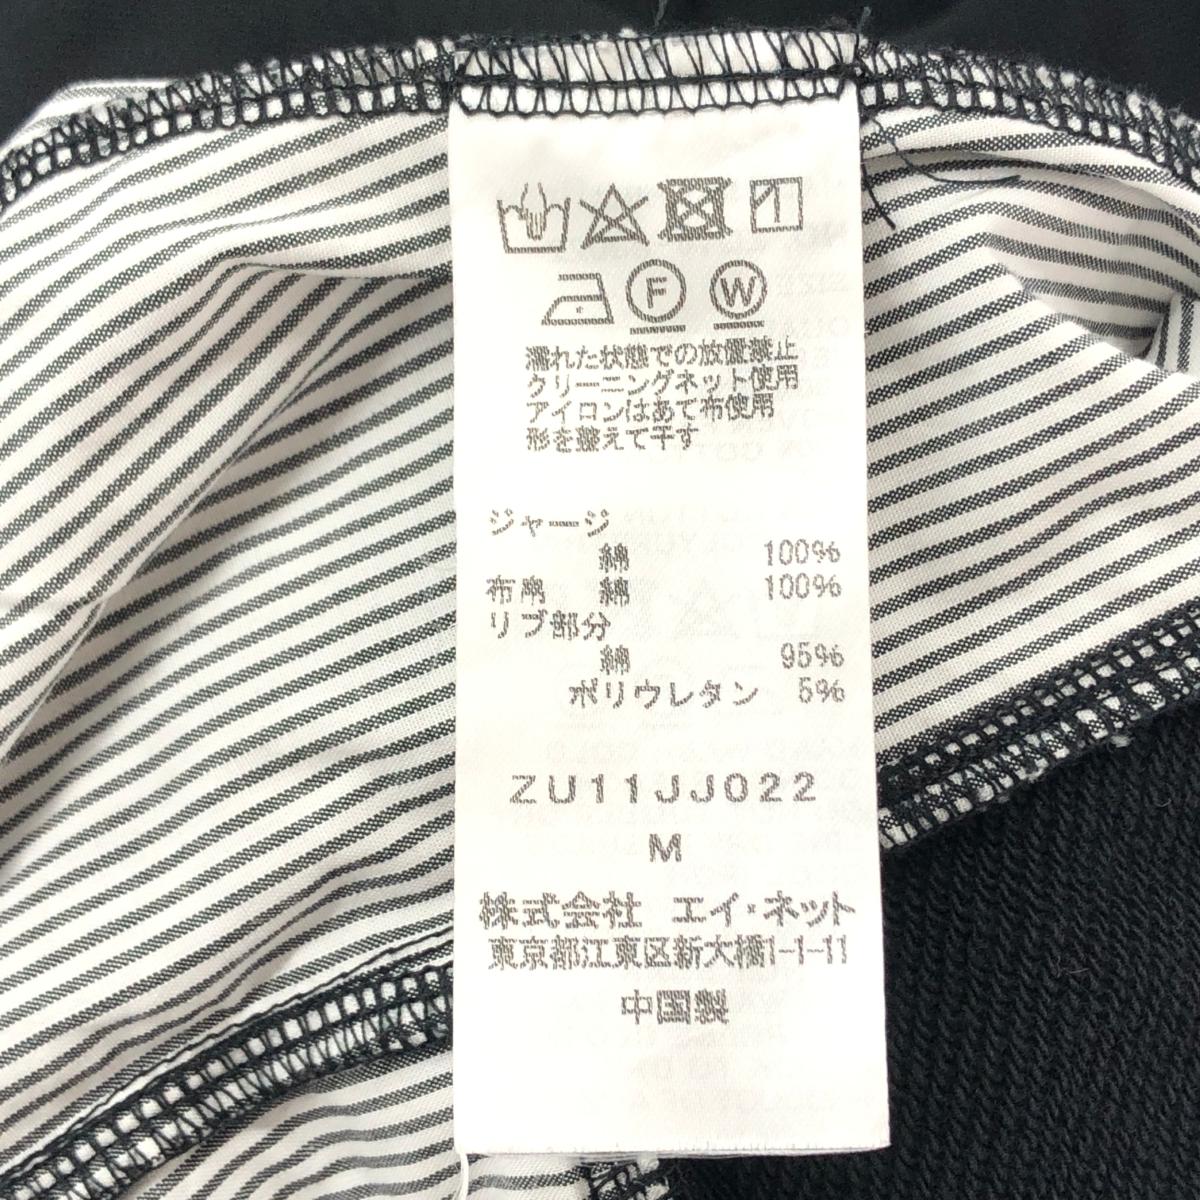 F W
濡れた状態での放置禁止
クリーニングネット使用
アイロンはあて布使用
形を整えて干す
ジャージ
綿 100%
布帛 綿 100%
リブ部分
綿 95%
ポリウレタン 5%
ZU11JJ022
M
株式会社 エイ・ネット
東京都江東区新大橋1-1-11
中国製